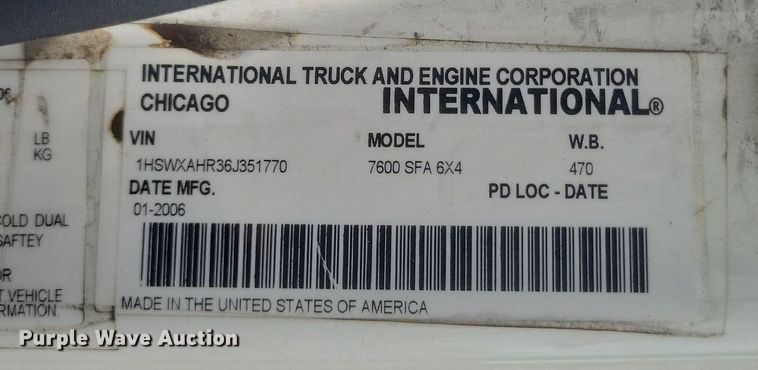 INTERNATIONAL TRUCK AND ENGINE CORPORATION
CHICAGO INTERNATIONAL®
VIN MODEL W.B.
1HSWXAHR36J351770 7600 SFA 6X4 470
DATE MFG. PD LOC - DATE
01-2006
MADE IN THE UNITED STATES OF AMERICA
LB
KG
OLD DUAL
SAFTEY
OR
T VEHICLE
RMATION.
Purple Wave Auction